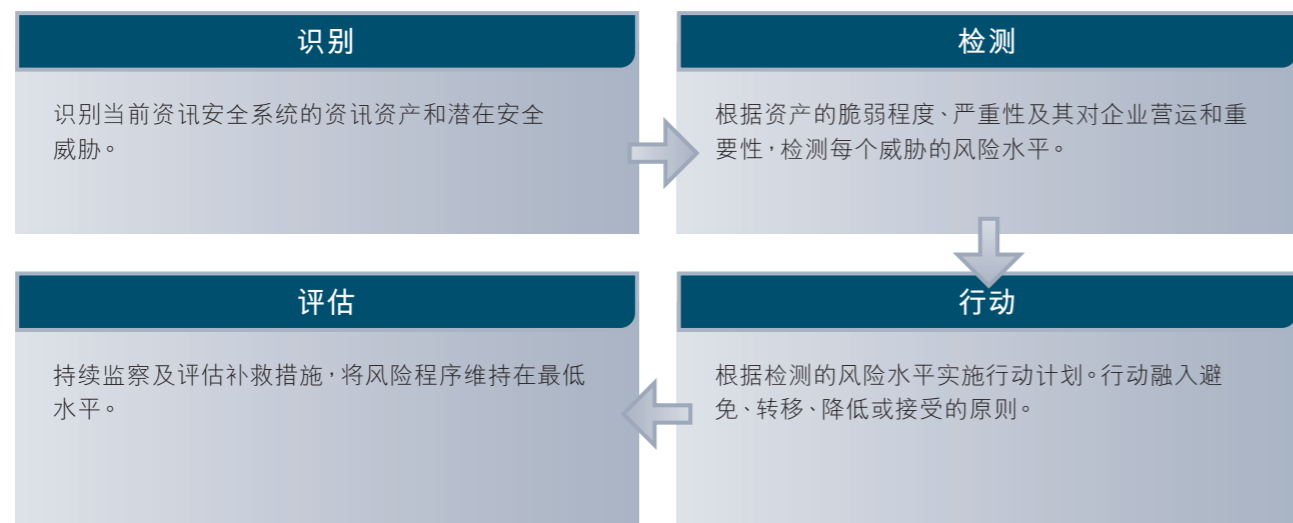 识别
识别当前资讯安全系统的资讯资产和潜在安全
威胁。
检测
根据资产的脆弱程度、严重性及其对企业营运和重
要性，检测每个威胁的风险水平。
行动
根据检测的风险水平实施行动计划。行动融入避
免、转移、降低或接受的原则。
评估
持续监察及评估补救措施，将风险程序维持在最低
水平。